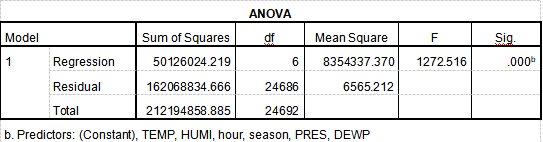 ANOVA
Model Sum of Squares df Mean Square F Sig.
1 Regression 50126024.219 6 8354337.370 1272.516 .000b
Residual 162068834.666 24686 6565.212
Total 212194858.885 24692
b. Predictors: (Constant), TEMP, HUMI, hour, season, PRES, DEWP